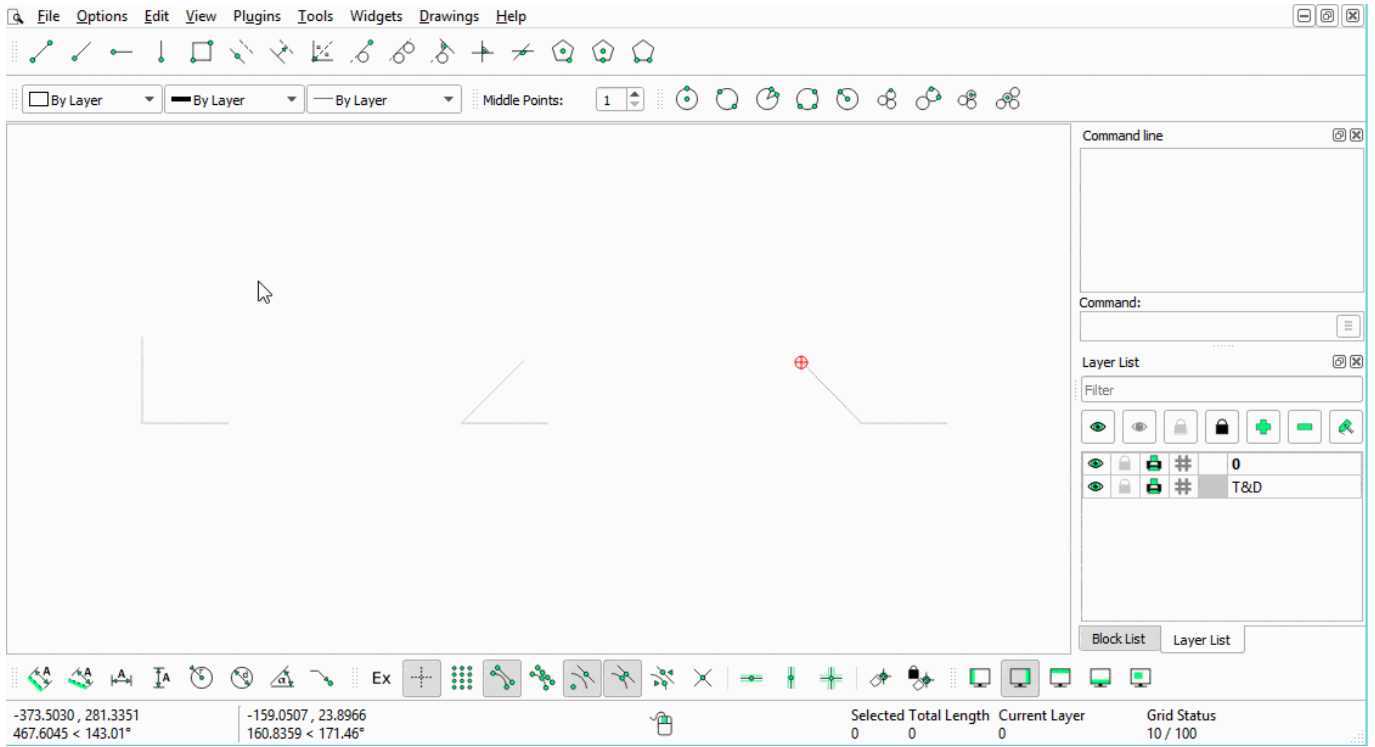 File Options Edit View Plugins Tools Widgets Drawings Help
By Layer By Layer By Layer Middle Points: 1
Command line
Command:
Layer List
Filter
0
T&D
Block List Layer List
A A A A Ex
-373.5030 , 281.3351 -159.0507 , 23.8966 Selected Total Length Current Layer Grid Status
467.6045 < 143.01° 160.8359 < 171.46° 0 0 0 10 / 100